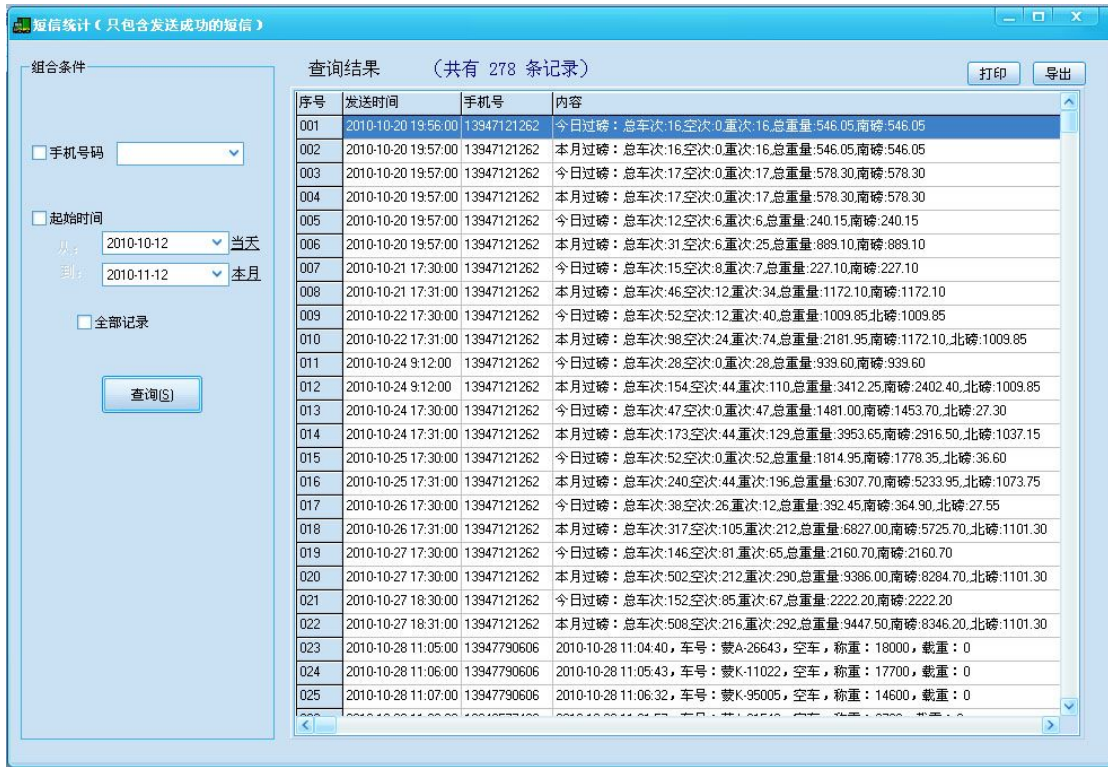 短信统计（只包含发送成功的短信）
组合条件
手机号码
起始时间
从： 2010-10-12 当天
到： 2010-11-12 本月
全部记录
查询(S)
查询结果 （共有 278 条记录）
打印 导出
序号 发送时间 手机号 内容
001 2010-10-20 19:56:00 13947121262 今日过磅：总车次:16,空次:0,重次:16,总重量:546.05,南磅:546.05
002 2010-10-20 19:57:00 13947121262 本月过磅：总车次:16,空次:0,重次:16,总重量:546.05,南磅:546.05
003 2010-10-20 19:57:00 13947121262 今日过磅：总车次:17,空次:0,重次:17,总重量:578.30,南磅:578.30
004 2010-10-20 19:57:00 13947121262 本月过磅：总车次:17,空次:0,重次:17,总重量:578.30,南磅:578.30
005 2010-10-20 19:57:00 13947121262 今日过磅：总车次:12,空次:6,重次:6,总重量:240.15,南磅:240.15
006 2010-10-20 19:57:00 13947121262 本月过磅：总车次:31,空次:6,重次:25,总重量:889.10,南磅:889.10
007 2010-10-21 17:30:00 13947121262 今日过磅：总车次:15,空次:8,重次:7,总重量:227.10,南磅:227.10
008 2010-10-21 17:31:00 13947121262 本月过磅：总车次:46,空次:12,重次:34,总重量:1172.10,南磅:1172.10
009 2010-10-22 17:30:00 13947121262 今日过磅：总车次:52,空次:12,重次:40,总重量:1009.85,北磅:1009.85
010 2010-10-22 17:31:00 13947121262 本月过磅：总车次:98,空次:24,重次:74,总重量:2181.95,南磅:1172.10,,北磅:1009.85
011 2010-10-24 9:12:00 13947121262 今日过磅：总车次:28,空次:0,重次:28,总重量:939.60,南磅:939.60
012 2010-10-24 9:12:00 13947121262 本月过磅：总车次:154,空次:44,重次:110,总重量:3412.25,南磅:2402.40,,北磅:1009.85
013 2010-10-24 17:30:00 13947121262 今日过磅：总车次:47,空次:0,重次:47,总重量:1481.00,南磅:1453.70,,北磅:27.30
014 2010-10-24 17:31:00 13947121262 本月过磅：总车次:173,空次:44,重次:129,总重量:3953.65,南磅:2916.50,,北磅:1037.15
015 2010-10-25 17:30:00 13947121262 今日过磅：总车次:52,空次:0,重次:52,总重量:1814.95,南磅:1778.35,,北磅:36.60
016 2010-10-25 17:31:00 13947121262 本月过磅：总车次:240,空次:44,重次:196,总重量:6307.70,南磅:5233.95,,北磅:1073.75
017 2010-10-26 17:30:00 13947121262 今日过磅：总车次:38,空次:26,重次:12,总重量:392.45,南磅:364.90,,北磅:27.55
018 2010-10-26 17:31:00 13947121262 本月过磅：总车次:317,空次:105,重次:212,总重量:6827.00,南磅:5725.70,,北磅:1101.30
019 2010-10-27 17:30:00 13947121262 今日过磅：总车次:146,空次:81,重次:65,总重量:2160.70,南磅:2160.70
020 2010-10-27 17:30:00 13947121262 本月过磅：总车次:502,空次:212,重次:290,总重量:9386.00,南磅:8284.70,,北磅:1101.30
021 2010-10-27 18:30:00 13947121262 今日过磅：总车次:152,空次:85,重次:67,总重量:2222.20,南磅:2222.20
022 2010-10-27 18:31:00 13947121262 本月过磅：总车次:508,空次:216,重次:292,总重量:9447.50,南磅:8346.20,,北磅:1101.30
023 2010-10-28 11:05:00 13947790606 2010-10-28 11:04:40，车号：蒙A-26643，空车，称重：18000，载重：0
024 2010-10-28 11:06:00 13947790606 2010-10-28 11:05:43，车号：蒙K-11022，空车，称重：17700，载重：0
025 2010-10-28 11:07:00 13947790606 2010-10-28 11:06:32，车号：蒙K-95005，空车，称重：14600，载重：0